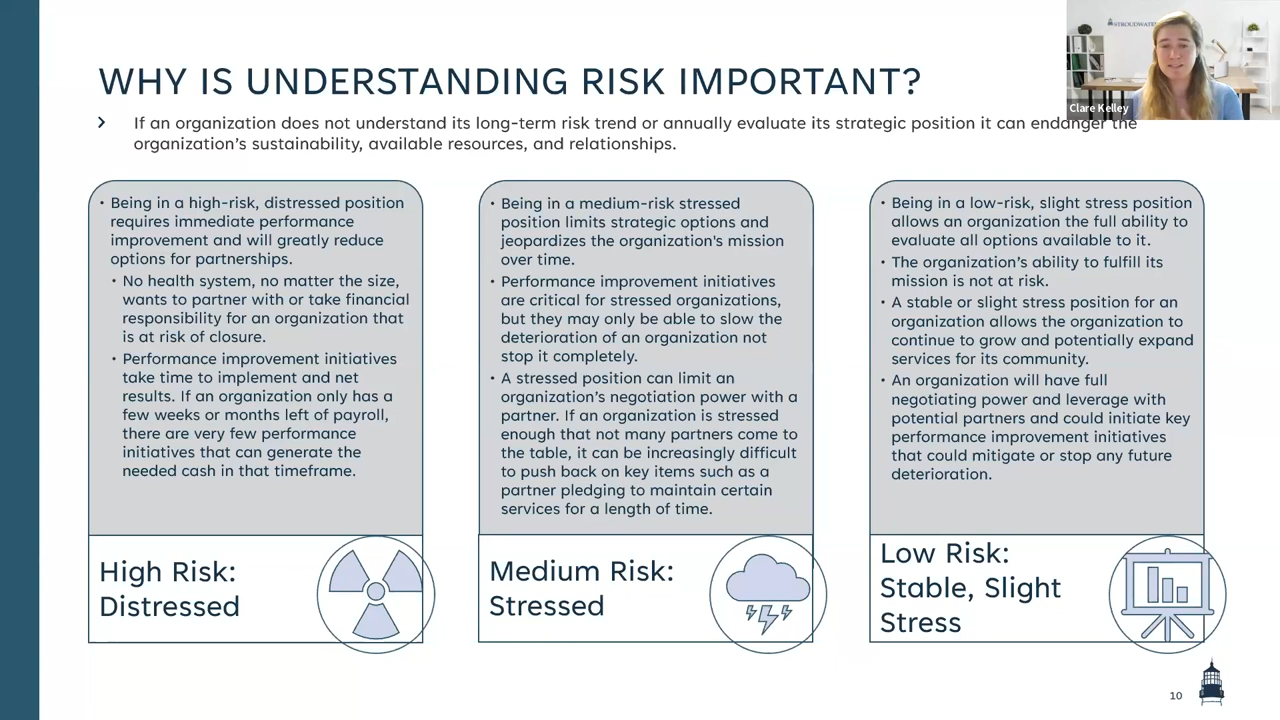 STROUDWATER
Clare Kelley
WHY IS UNDERSTANDING RISK IMPORTANT?
If an organization does not understand its long-term risk trend or annually evaluate its strategic position it can endanger the
organization's sustainability, available resources, and relationships.
• Being in a high-risk, distressed position
requires immediate performance
improvement and will greatly reduce
options for partnerships.
• No health system, no matter the size,
wants to partner with or take financial
responsibility for an organization that
is at risk of closure.
• Performance improvement initiatives
take time to implement and net
results. If an organization only has a
few weeks or months left of payroll,
there are very few performance
initiatives that can generate the
needed cash in that timeframe.
High Risk:
Distressed
• Being in a medium-risk stressed
position limits strategic options and
jeopardizes the organization's mission
over time.
• Performance improvement initiatives
are critical for stressed organizations,
but they may only be able to slow the
deterioration of an organization not
stop it completely.
• A stressed position can limit an
organization's negotiation power with a
partner. If an organization is stressed
enough that not many partners come to
the table, it can be increasingly difficult
to push back on key items such as a
partner pledging to maintain certain
services for a length of time.
Medium Risk:
Stressed
• Being in a low-risk, slight stress position
allows an organization the full ability to
evaluate all options available to it.
• The organization's ability to fulfill its
mission is not at risk.
• A stable or slight stress position for an
organization allows the organization to
continue to grow and potentially expand
services for its community.
• An organization will have full
negotiating power and leverage with
potential partners and could initiate key
performance improvement initiatives
that could mitigate or stop any future
deterioration.
Low Risk:
Stable, Slight
Stress
10